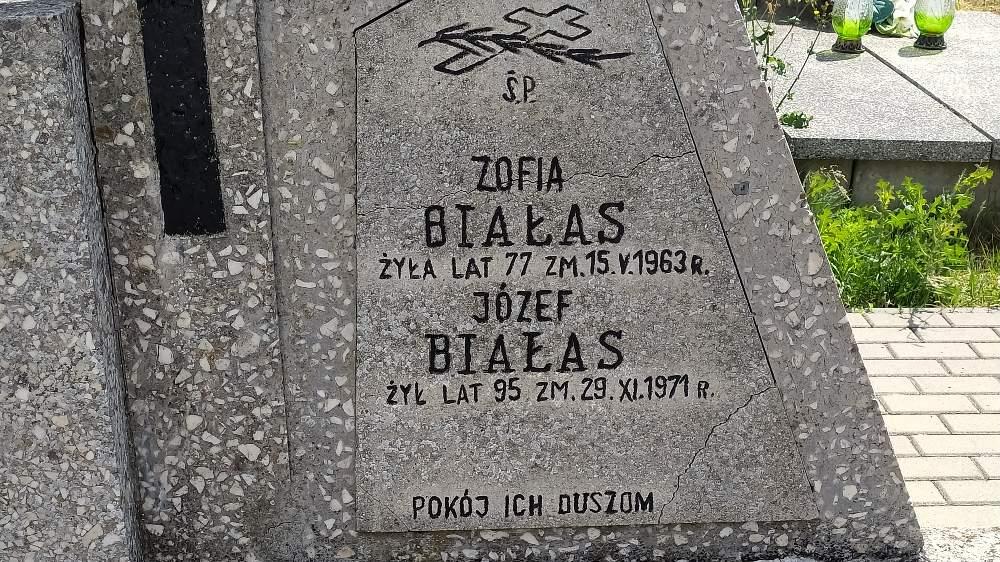 Ś.P.
ZOFIA
BIAŁAS
ŻYŁA LAT 77 ZM.15.V.1963 R.
JÓZEF
BIAŁAS
ŻYŁ LAT 95 ZM.29.XI.1971 R.
POKÓJ ICH DUSZOM